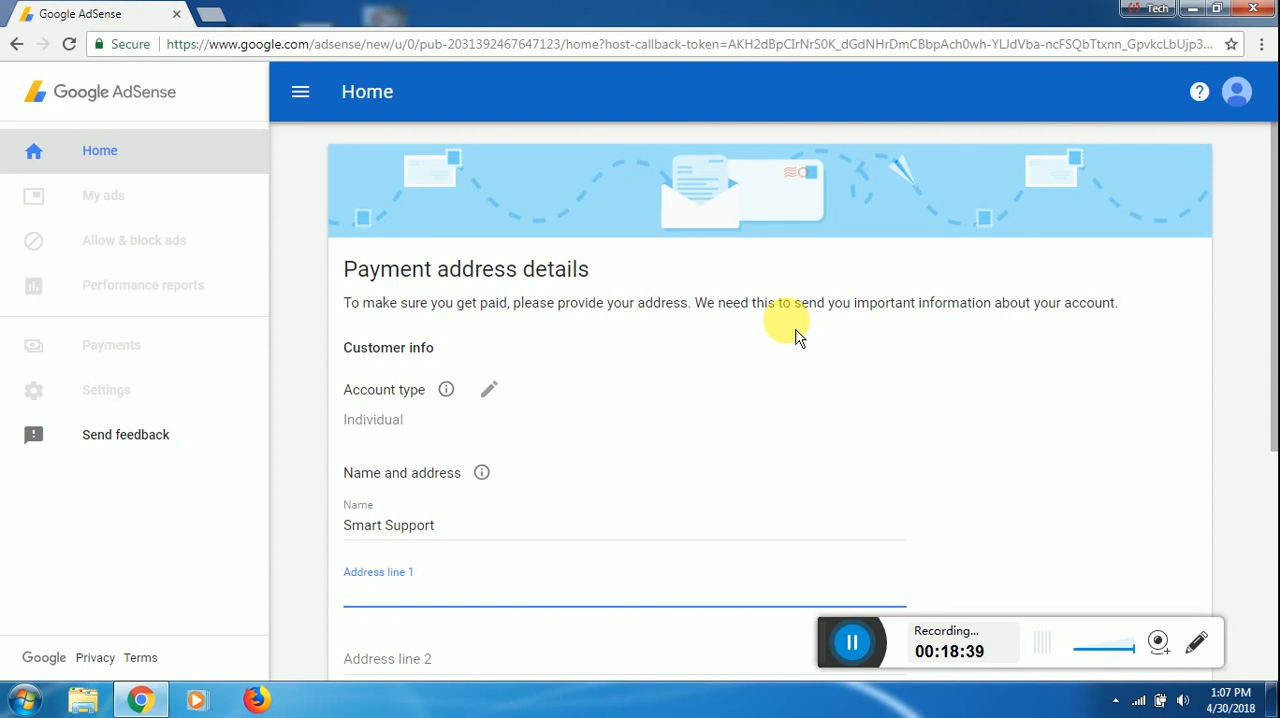 Google AdSense
Tech
Secure
https://www.google.com/adsense/new/u/0/pub-2031392467647123/home?host-callback-token=
Google AdSense
Home
Home
My ads
Allow & block ads
Performance reports
Payments
Settings
Send feedback
Payment address details
To make sure you get paid, please provide your address. We need this to send you important information about your account.
Customer info
Account type
Individual
Name and address
Name
Smart Support
Address line 1
Address line 2
Recording...
00:18:39
Google Privacy Terms
1:07 PM
4/30/2018